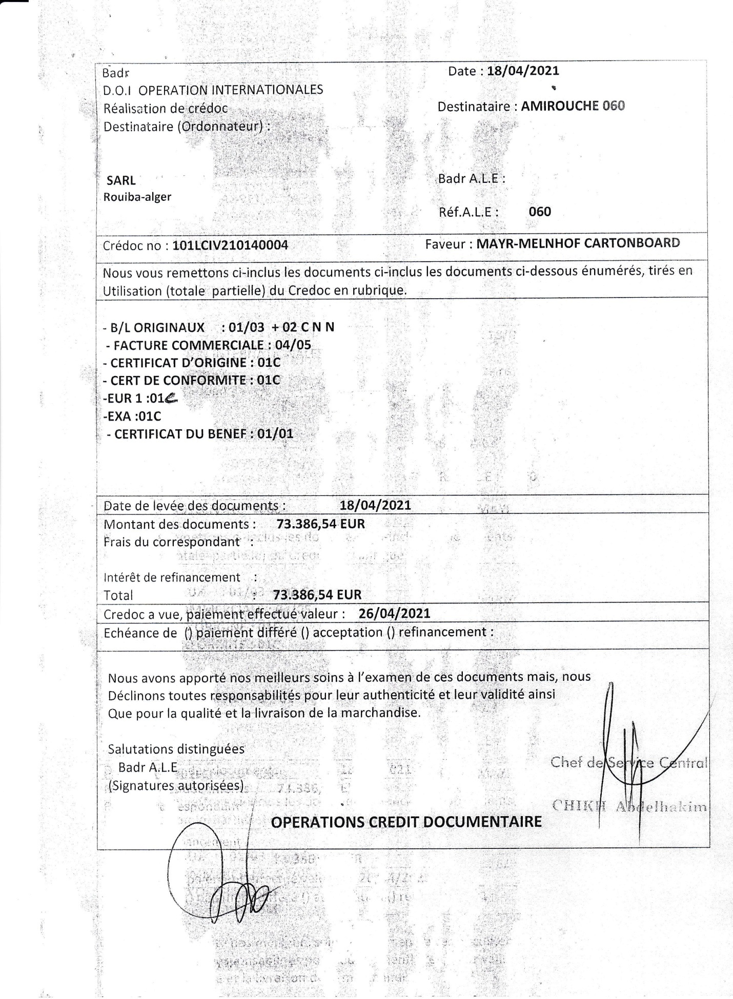 Badr
Date : 18/04/2021
D.O.I OPERATION INTERNATIONALES
Réalisation de crédoc
Destinataire : AMIROUCHE 060
Destinataire (Ordonnateur) :
SARL
Badr A.L.E :
Rouiba-alger
Réf.A.L.E : 060
Crédoc no : 101LCIV210140004
Faveur : MAYR-MELNHOF CARTONBOARD
Nous vous remettons ci-inclus les documents ci-inclus les documents ci-dessous énumérés, tirés en
Utilisation (totale partielle) du Credoc en rubrique.
- B/L ORIGINAUX : 01/03 + 02 C N N
- FACTURE COMMERCIALE : 04/05
- CERTIFICAT D’ORIGINE : 01C
- CERT DE CONFORMITE : 01C
-EUR 1 :01C
-EXA :01C
- CERTIFICAT DU BENEF : 01/01
Date de levée des documents : 18/04/2021
Montant des documents : 73.386,54 EUR
Frais du correspondant :
Intérêt de refinancement :
Total : 73.386,54 EUR
Credoc a vue, paiement effectué valeur : 26/04/2021
Echéance de () paiement différé () acceptation () refinancement :
Nous avons apporté nos meilleurs soins à l’examen de ces documents mais, nous
Déclinons toutes responsabilités pour leur authenticité et leur validité ainsi
Que pour la qualité et la livraison de la marchandise.
Salutations distinguées
Badr A.L.E
(Signatures autorisées)
Chef de Service Central
CHIKH Abdelhakim
OPERATIONS CREDIT DOCUMENTAIRE